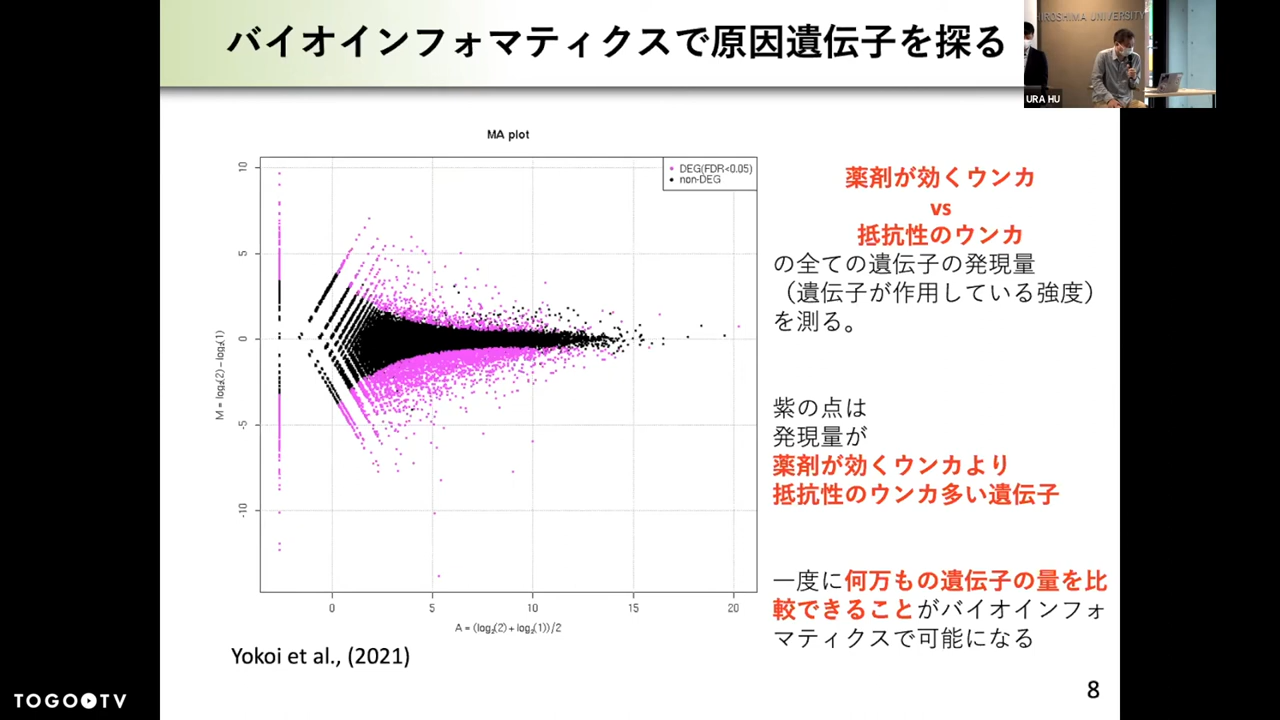 バイオインフォマティクスで原因遺伝子を探る
HIROSHIMA UNIVERSITY
URA HU
MA plot
DEG(FDR<0.05)
non-DEG
10
5
0
-5
-10
M = log₂(2) − log₂(1)
0
5
10
15
20
A = (log₂(2) + log₂(1))/2
Yokoi et al., (2021)
薬剤が効くウンカ
vs
抵抗性のウンカ
の全ての遺伝子の発現量
（遺伝子が作用している強度）
を測る。
紫の点は
発現量が
薬剤が効くウンカより
抵抗性のウンカ多い遺伝子
一度に何万もの遺伝子の量を比
較できることがバイオインフォ
マティクスで可能になる
8
TOGO TV